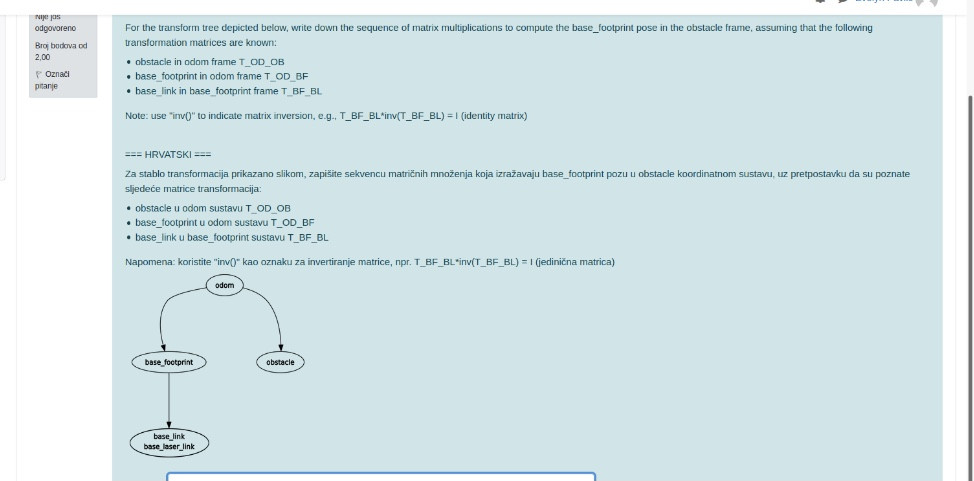 Nije još
odgovoreno
Broj bodova od
2,00
Označi
pitanje
For the transform tree depicted below, write down the sequence of matrix multiplications to compute the base_footprint pose in the obstacle frame, assuming that the following
transformation matrices are known:
• obstacle in odom frame T_OD_OB
• base_footprint in odom frame T_OD_BF
• base_link in base_footprint frame T_BF_BL
Note: use "inv()" to indicate matrix inversion, e.g., T_BF_BL*inv(T_BF_BL) = I (identity matrix)
=== HRVATSKI ===
Za stablo transformacija prikazano slikom, zapišite sekvencu matričnih množenja koja izražavaju base_footprint pozu u obstacle koordinatnom sustavu, uz pretpostavku da su poznate
sljedeće matrice transformacija:
• obstacle u odom sustavu T_OD_OB
• base_footprint u odom sustavu T_OD_BF
• base_link u base_footprint sustavu T_BF_BL
Napomena: koristite "inv()" kao oznaku za invertiranje matrice, npr. T_BF_BL*inv(T_BF_BL) = I (jedinična matrica)
odom
base_footprint
obstacle
base_link
base_laser_link